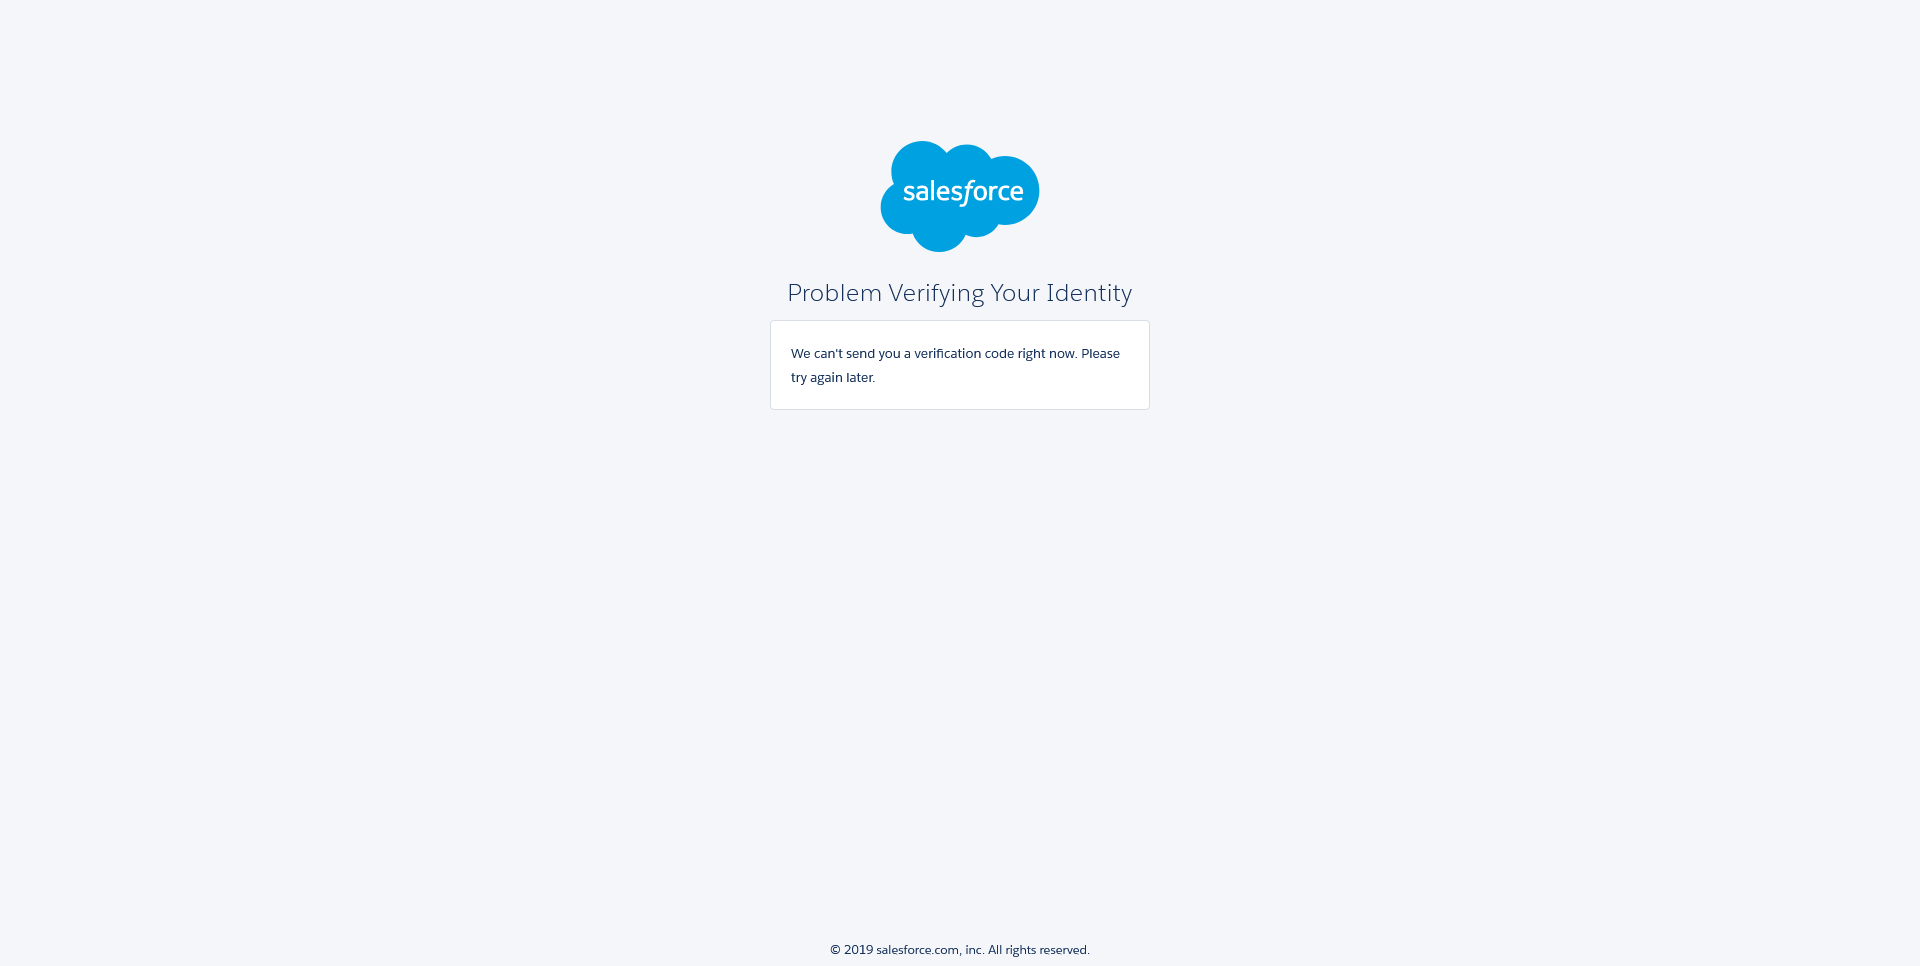 salesforce
Problem Verifying Your Identity
We can't send you a verification code right now. Please
try again later.
© 2019 salesforce.com, inc. All rights reserved.